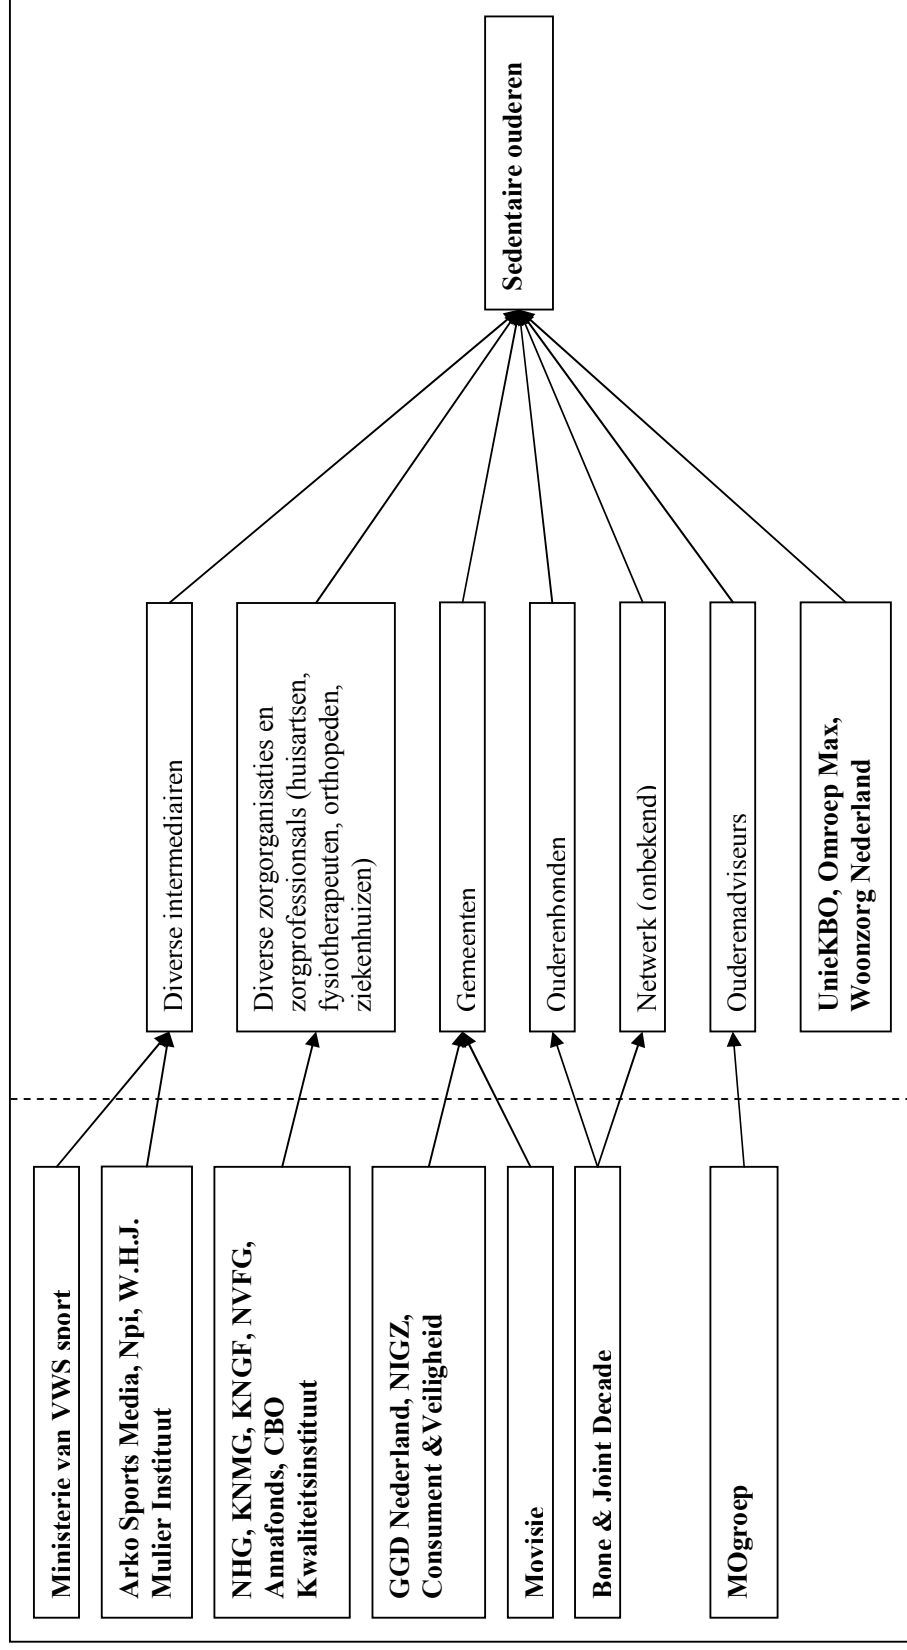 Ministerie van VWS sport
Arko Sports Media, Npi, W.H.J.
Mulier Instituut
NHG, KNMG, KNGF, NVFG,
Annafonds, CBO
Kwaliteitsinstituut
GGD Nederland, NIGZ,
Consument &Veiligheid
Movisie
Bone & Joint Decade
MOgroep
Diverse intermediairen
Diverse zorgorganisaties en
zorgprofessionsals (huisartsen,
fysiotherapeuten, orthopeden,
ziekenhuizen)
Gemeenten
Ouderenbonden
Netwerk (onbekend)
Ouderenadviseurs
UnieKBO, Omroep Max,
Woonzorg Nederland
Sedentaire ouderen